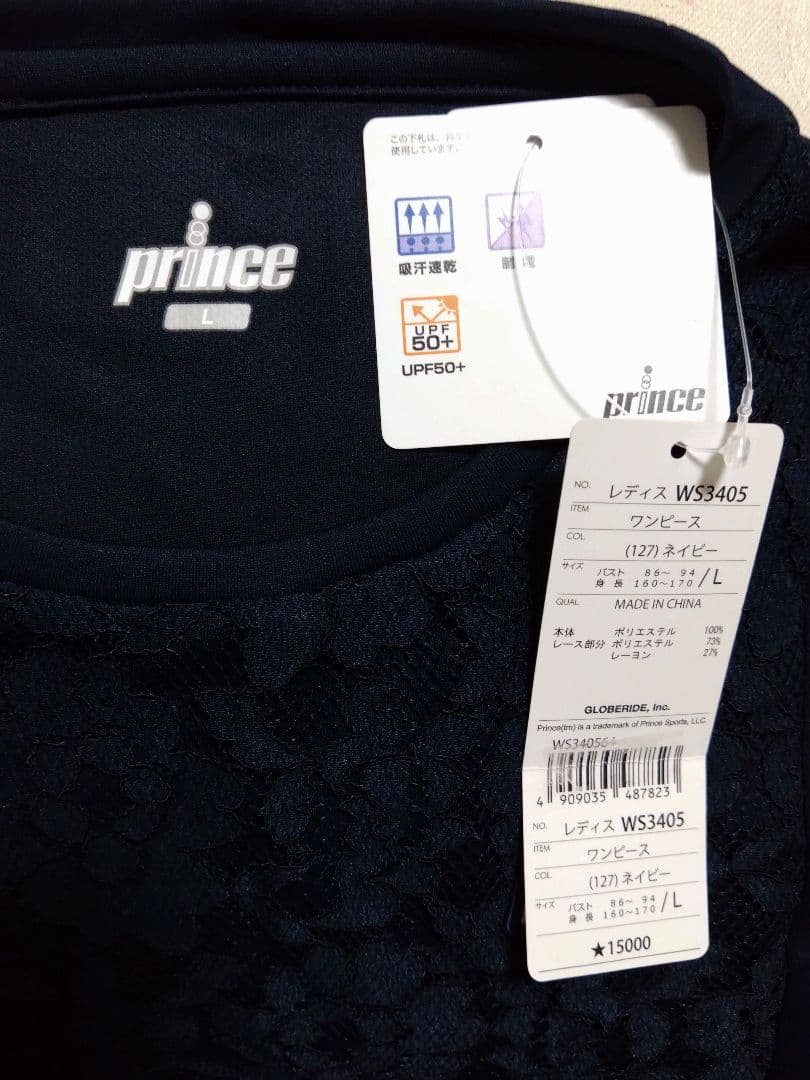 prince
L
この下札は、
使用しています。
吸汗速乾
制電
UPF
50+
UPF50+
prince
NO. レディス WS3405
ITEM ワンピース
COL (127) ネイビー
サイズ バスト 86～ 94
身長 160～170 /L
QUAL MADE IN CHINA
本体 ポリエステル 100%
レース部分 ポリエステル 73%
レーヨン 27%
GLOBERIDE, Inc.
Prince(tm) is a trademark of Prince Sports, LLC.
4 909035 487823
NO. レディス WS3405
ITEM ワンピース
COL (127) ネイビー
サイズ バスト 86～ 94
身長 160～170 /L
★15000